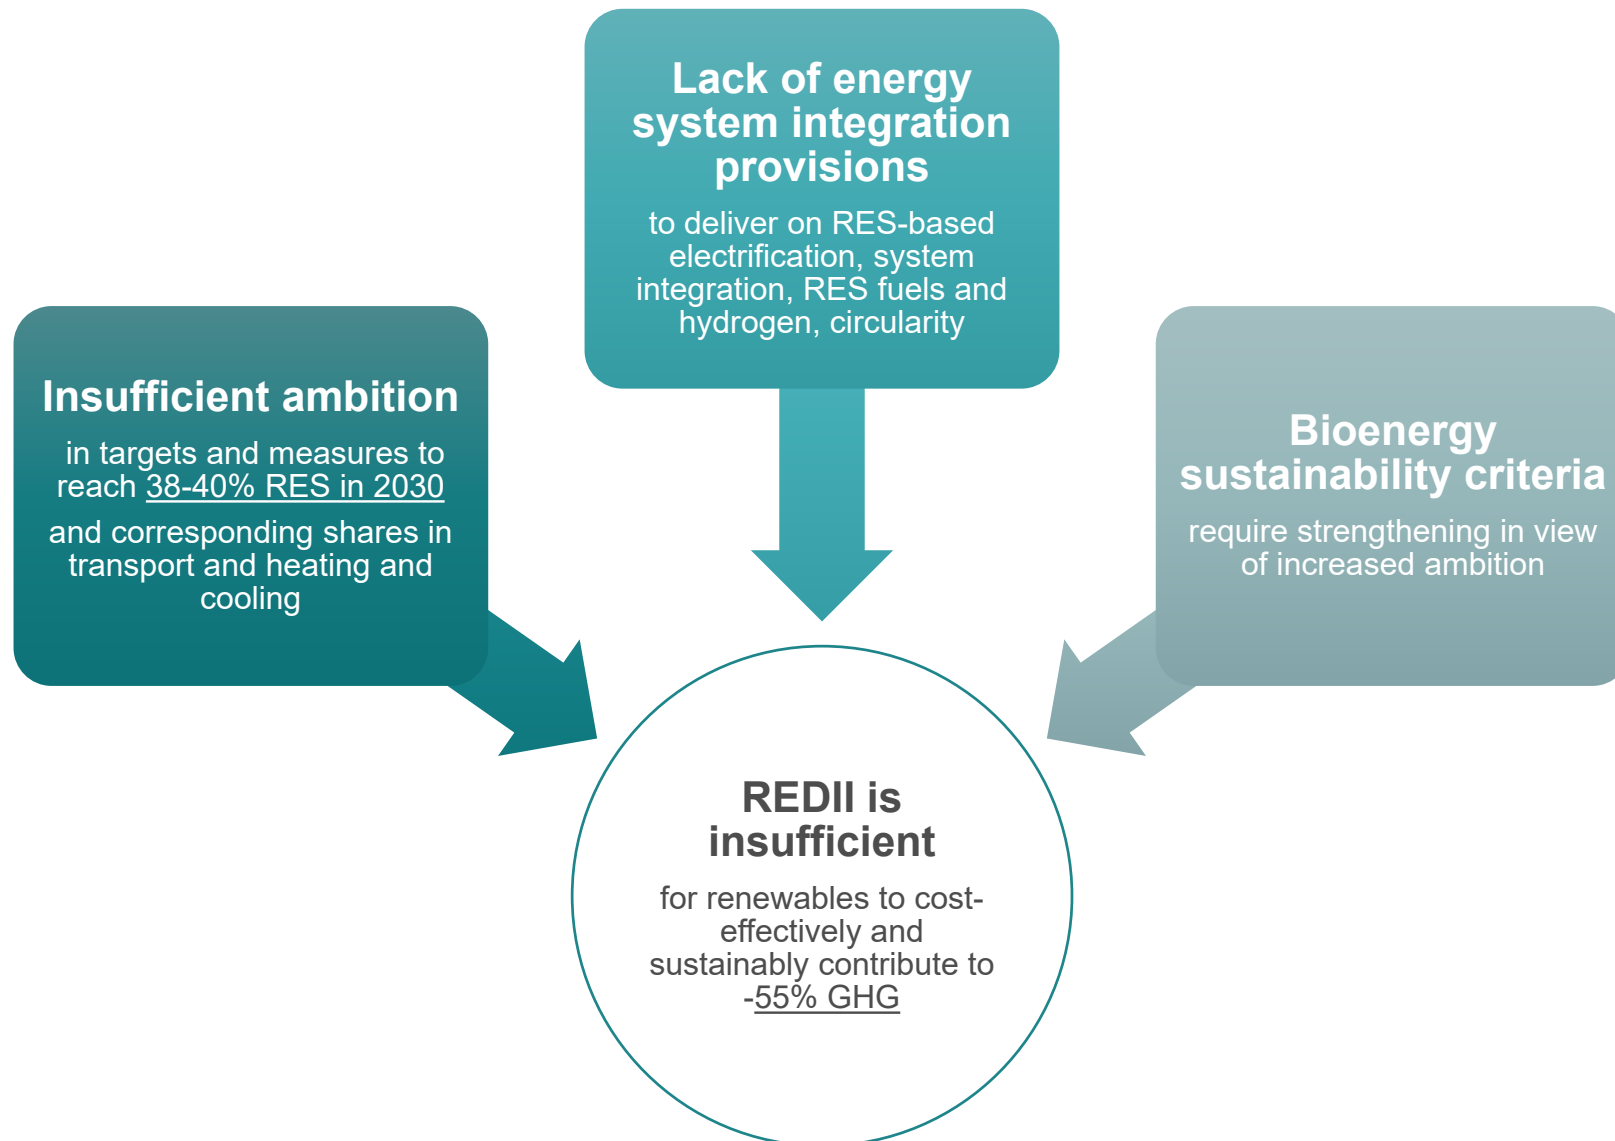 Lack of energy
system integration
provisions
to deliver on RES-based
electrification, system
integration, RES fuels and
hydrogen, circularity
Insufficient ambition
in targets and measures to
reach 38-40% RES in 2030
and corresponding shares in
transport and heating and
cooling
Bioenergy
sustainability criteria
require strengthening in view
of increased ambition
REDII is
insufficient
for renewables to cost-
effectively and
sustainably contribute to
-55% GHG